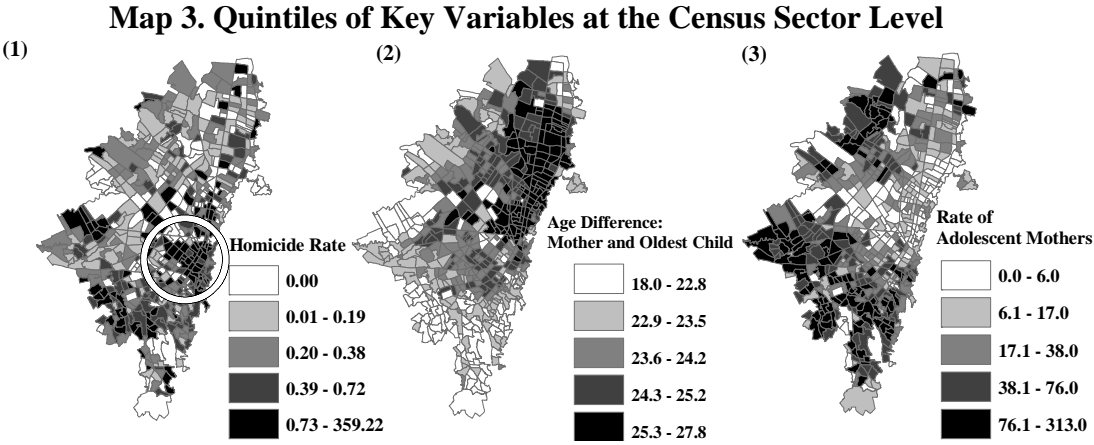 Map 3. Quintiles of Key Variables at the Census Sector Level
(1)
Homicide Rate
0.00
0.01 - 0.19
0.20 - 0.38
0.39 - 0.72
0.73 - 359.22
(2)
Age Difference:
Mother and Oldest Child
18.0 - 22.8
22.9 - 23.5
23.6 - 24.2
24.3 - 25.2
25.3 - 27.8
(3)
Rate of
Adolescent Mothers
0.0 - 6.0
6.1 - 17.0
17.1 - 38.0
38.1 - 76.0
76.1 - 313.0